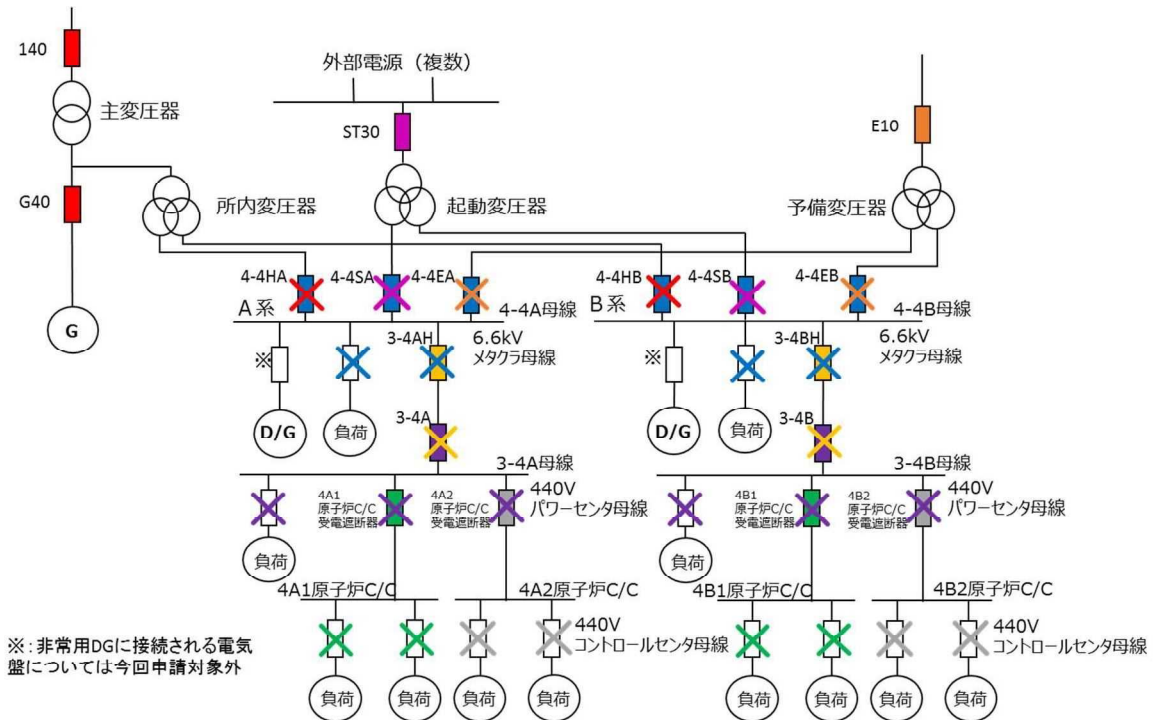 140
主変圧器
G40
G
外部電源（複数）
ST30
E10
所内変圧器
起動変圧器
予備変圧器
4-4HA
4-4SA
4-4EA
4-4HB
4-4SB
4-4EB
A系
4-4A母線
B系
4-4B母線
3-4AH
6.6kV
メタクラ母線
3-4BH
6.6kV
メタクラ母線
※
D/G
負荷
※
D/G
負荷
3-4A
3-4A母線
3-4B
3-4B母線
4A1
原子炉C/C
受電遮断器
4A2
原子炉C/C
受電遮断器
440V
パワーセンタ母線
負荷
4B1
原子炉C/C
受電遮断器
4B2
原子炉C/C
受電遮断器
440V
パワーセンタ母線
負荷
4A1原子炉C/C
4A2原子炉C/C
4B1原子炉C/C
4B2原子炉C/C
440V
コントロールセンタ母線
440V
コントロールセンタ母線
負荷
負荷
負荷
負荷
負荷
負荷
負荷
負荷
※：非常用DGに接続される電気
盤については今回申請対象外